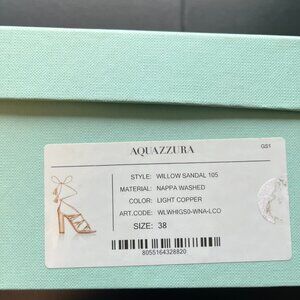 AQUAZZURA
GS1
STYLE: WILLOW SANDAL 105
MATERIAL: NAPPA WASHED
COLOR: LIGHT COPPER
ART.CODE: WLWHIGS0-WNA-LCO
SIZE: 38
8055164328820